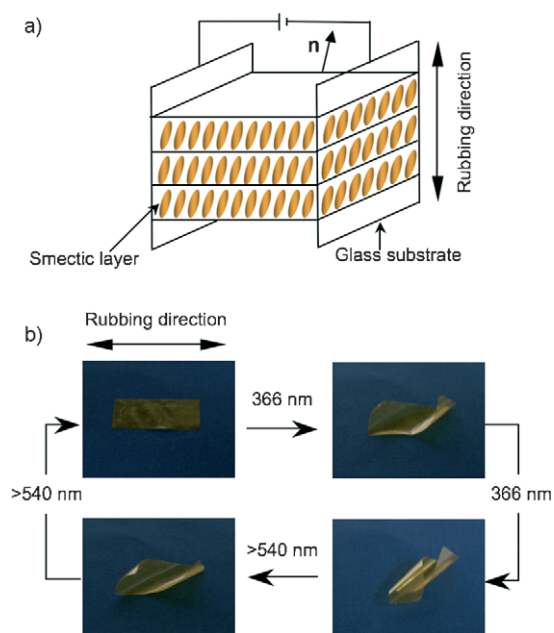 a)
n
Rubbing direction
Smectic layer
Glass substrate
b)
Rubbing direction
366 nm
>540 nm
366 nm
>540 nm